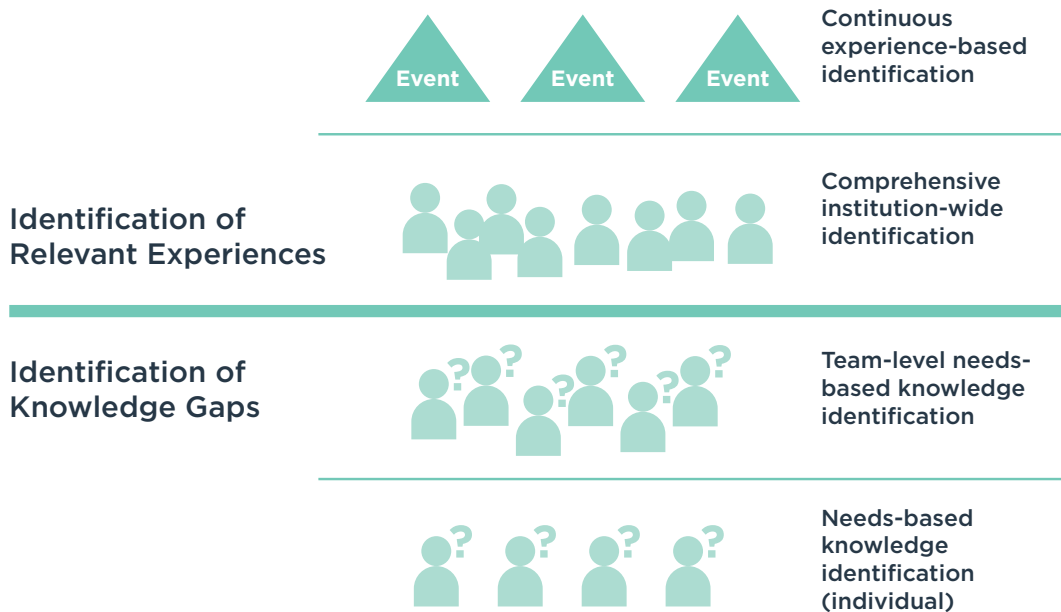 Event
Event
Event
Continuous
experience-based
identification
Identification of
Relevant Experiences
Comprehensive
institution-wide
identification
Identification of
Knowledge Gaps
? ? ? ? ? ?
Team-level needs-
based knowledge
identification
? ? ? ?
Needs-based
knowledge
identification
(individual)